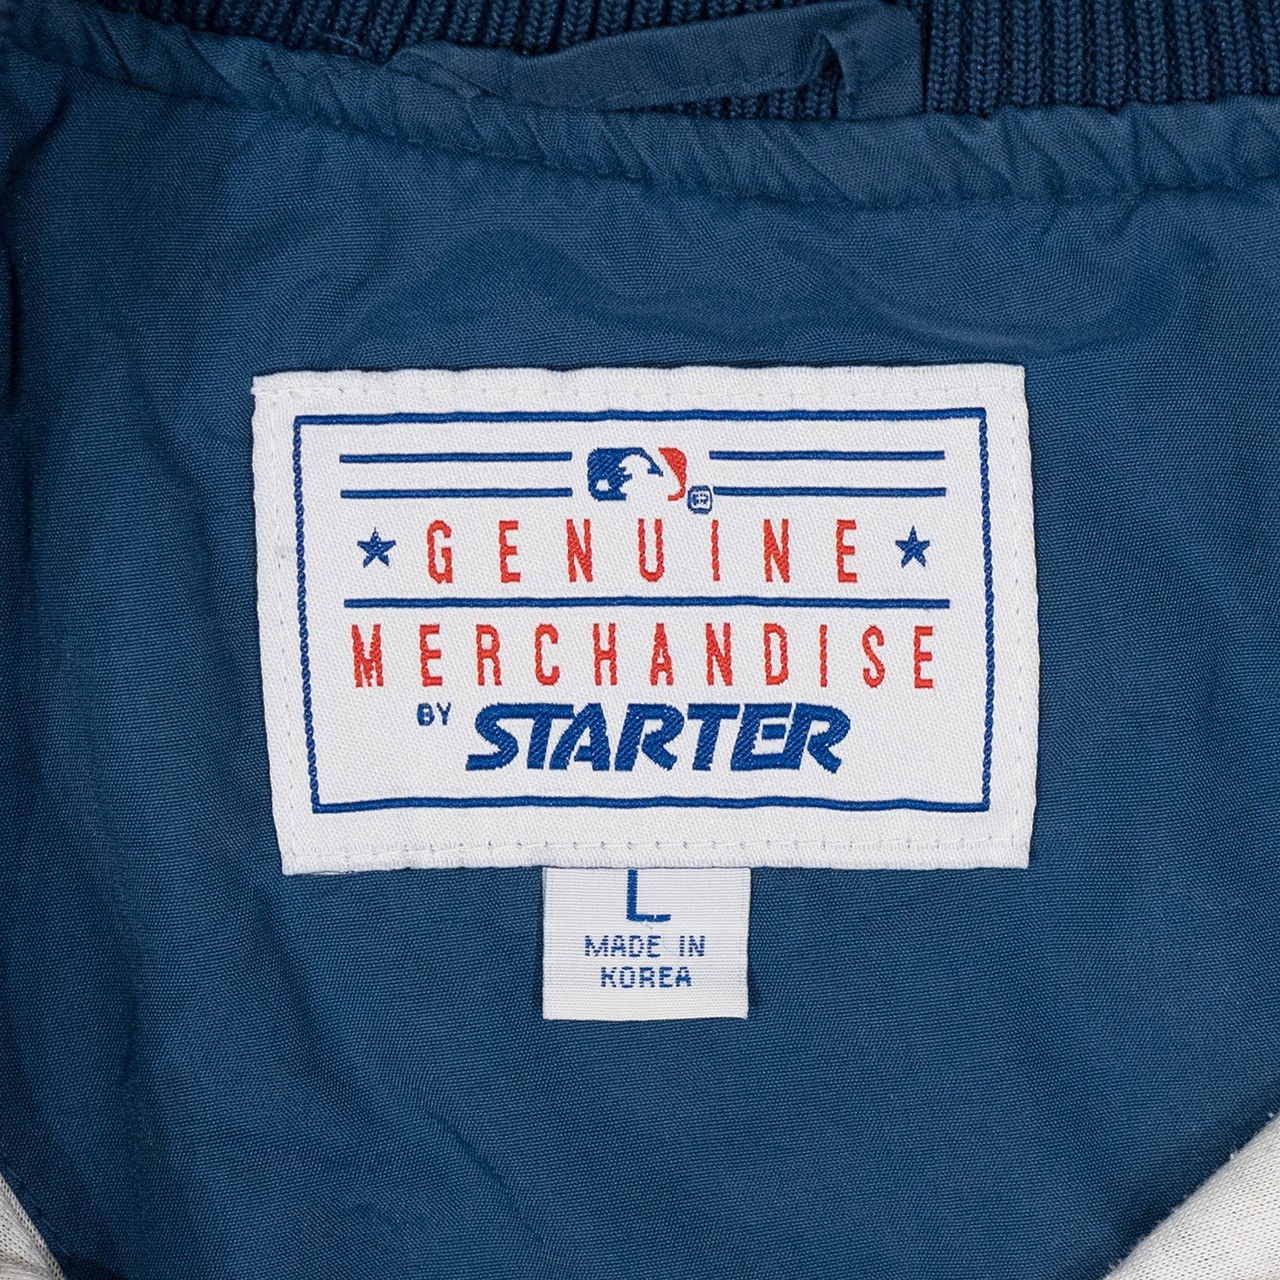 GENUINE
MERCHANDISE
BY STARTER
L
MADE IN
KOREA